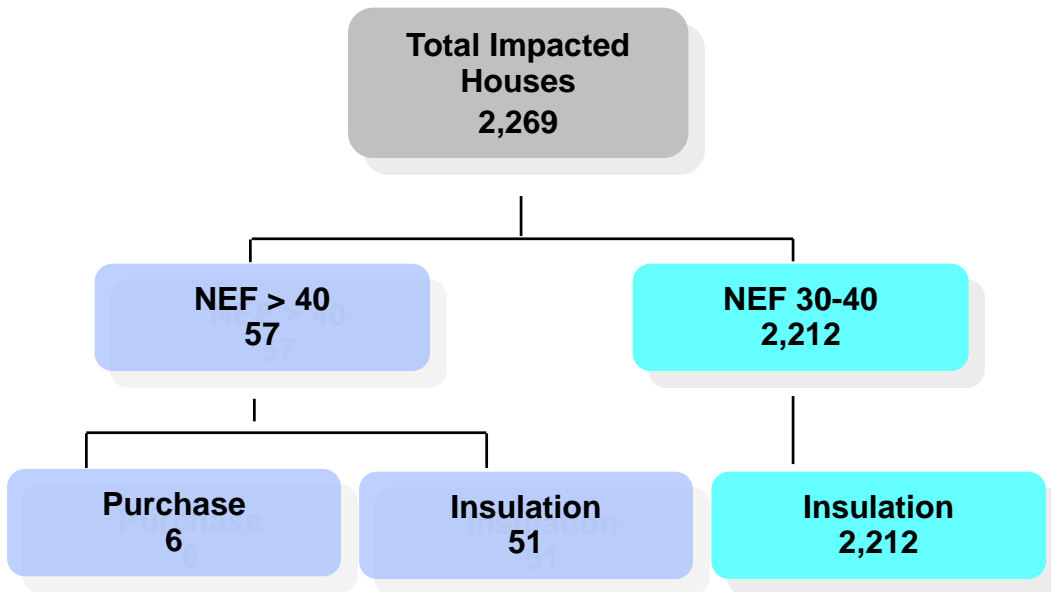 Total Impacted
Houses
2,269
NEF > 40
57
NEF 30-40
2,212
Purchase
6
Insulation
51
Insulation
2,212